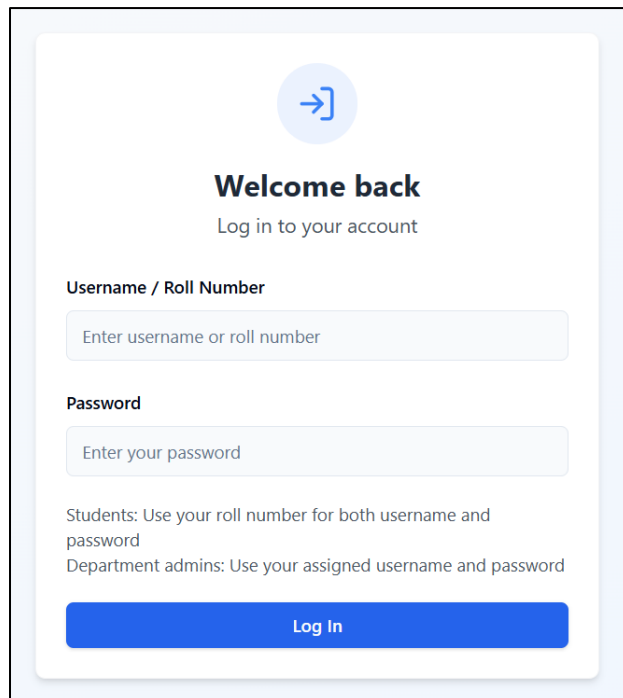 Welcome back
Log in to your account
Username / Roll Number
Enter username or roll number
Password
Enter your password
Students: Use your roll number for both username and
password
Department admins: Use your assigned username and password
Log In